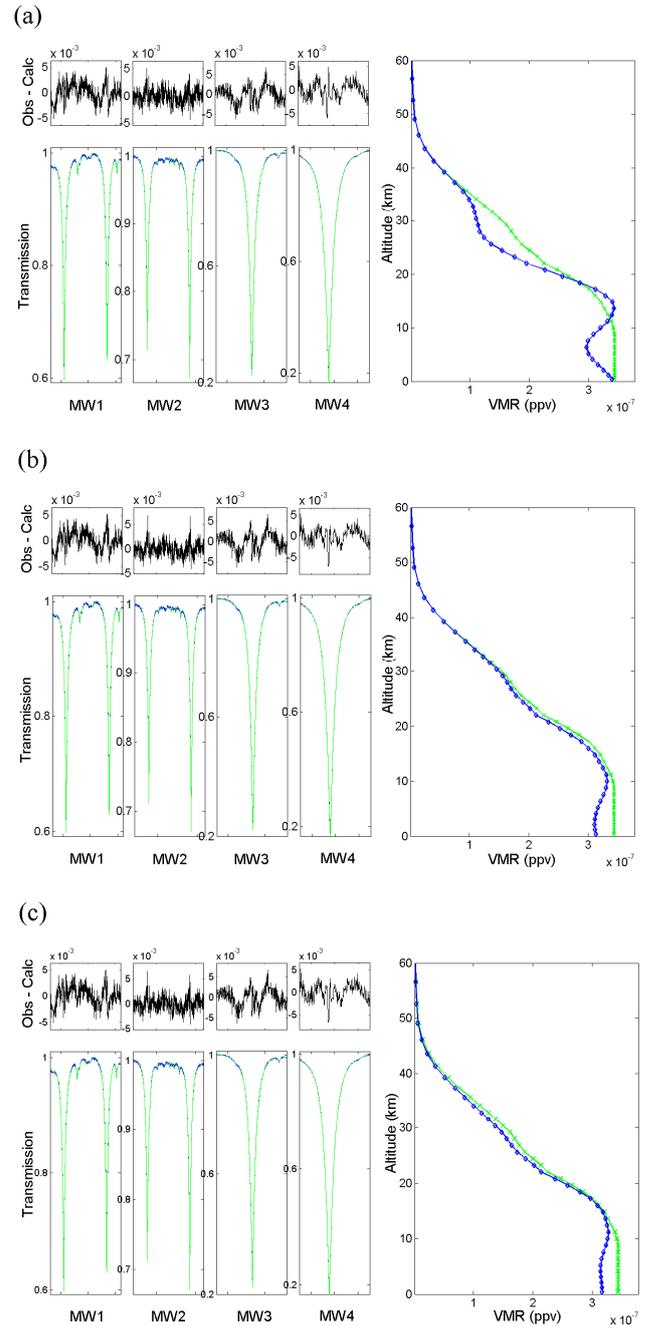 (a)
x 10-3 x 10-3 x 10-3 x 10-3
Obs - Calc
5 0 -5
5 0 -5
5 0 -5
5 0 -5
Transmission
1 0.8 0.6
1 0.9 0.8 0.7
1 0.6 0.2
1 0.6 0.2
MW1 MW2 MW3 MW4
Altitude (km)
60
50
40
30
20
10
0
1 2 3
VMR (ppv) x 10-7
(b)
x 10-3 x 10-3 x 10-3 x 10-3
Obs - Calc
5 0 -5
5 0 -5
5 0 -5
5 0 -5
Transmission
1 0.8 0.6
1 0.9 0.8 0.7
1 0.6 0.2
1 0.6 0.2
MW1 MW2 MW3 MW4
Altitude (km)
60
50
40
30
20
10
0
1 2 3
VMR (ppv) x 10-7
(c)
x 10-3 x 10-3 x 10-3 x 10-3
Obs - Calc
5 0 -5
5 0 5
5 0 -5
5 0 -5
Transmission
1 0.8 0.6
1 0.9 0.8 0.7
1 0.6 0.2
1 0.6 0.2
MW1 MW2 MW3 MW4
Altitude (km)
60
50
40
30
20
10
0
1 2 3
VMR (ppv) x 10-7